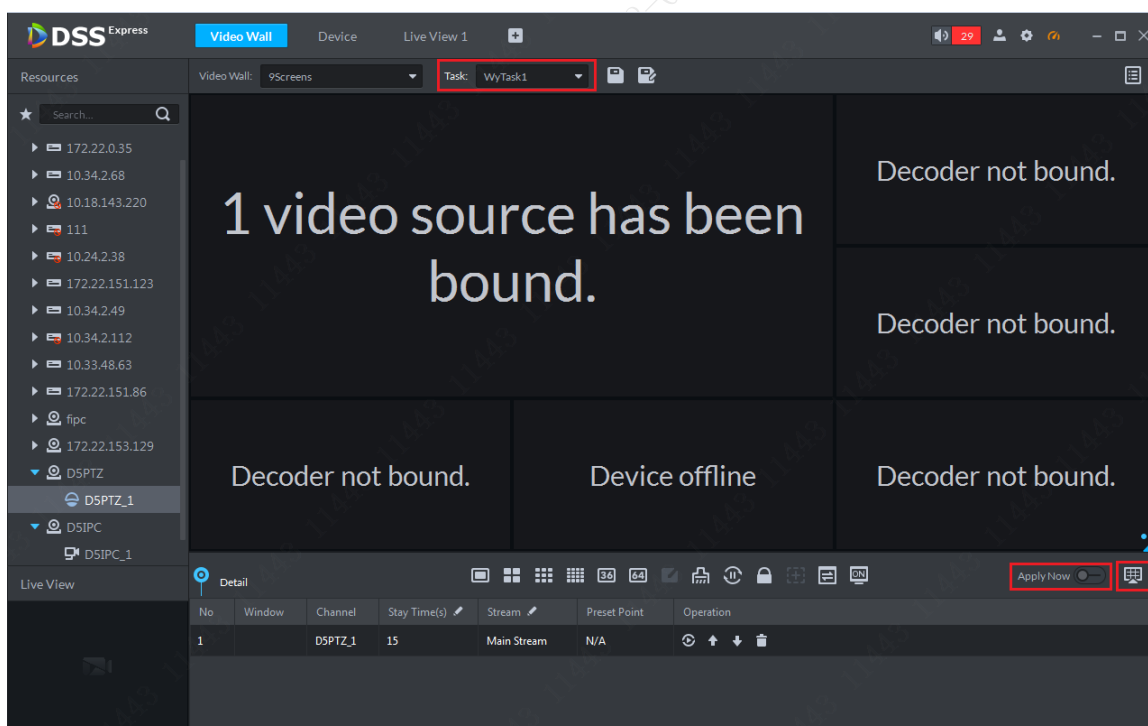 DSS Express
Video Wall Device Live View 1
29
Resources
Video Wall: 9Screens Task: WyTask1
Search...
172.22.0.35
10.34.2.68
10.18.143.220
111
10.24.2.38
172.22.151.123
10.34.2.49
10.34.2.112
10.33.48.63
172.22.151.86
fipc
172.22.153.129
D5PTZ
D5PTZ_1
D5IPC
D5IPC_1
1 video source has been
bound.
Decoder not bound.
Decoder not bound.
Decoder not bound.
Device offline
Decoder not bound.
Live View
Detail
36 64 ON
Apply Now
No Window Channel Stay Time(s) Stream Preset Point Operation
1 D5PTZ_1 15 Main Stream N/A